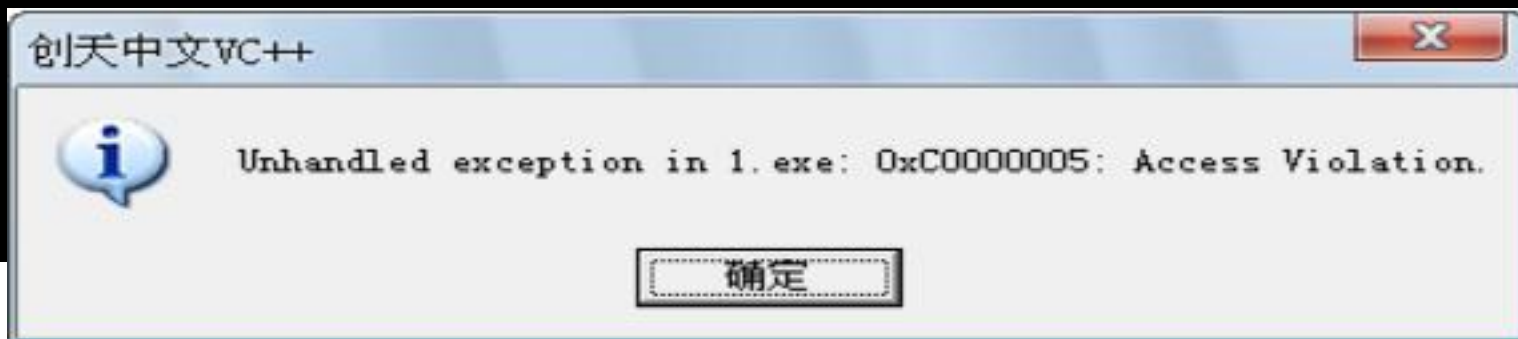 创天中文VC++
Unhandled exception in 1.exe: 0xC0000005: Access Violation.
确定